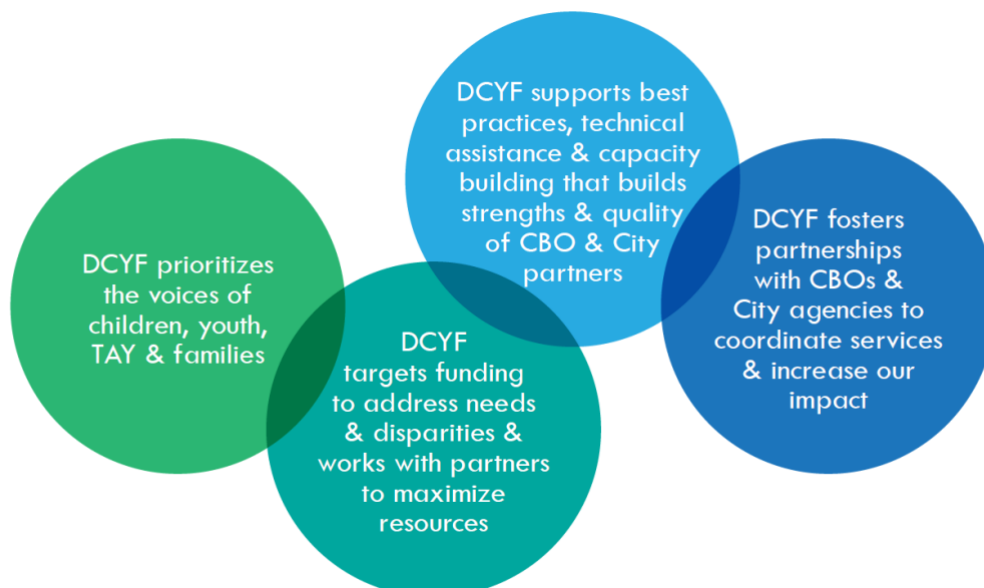 DCYF prioritizes
the voices of
children, youth,
TAY & families
DCYF
targets funding
to address needs
& disparities &
works with partners
to maximize
resources
DCYF supports best
practices, technical
assistance & capacity
building that builds
strengths & quality
of CBO & City
partners
DCYF fosters
partnerships
with CBOs &
City agencies to
coordinate services
& increase our
impact